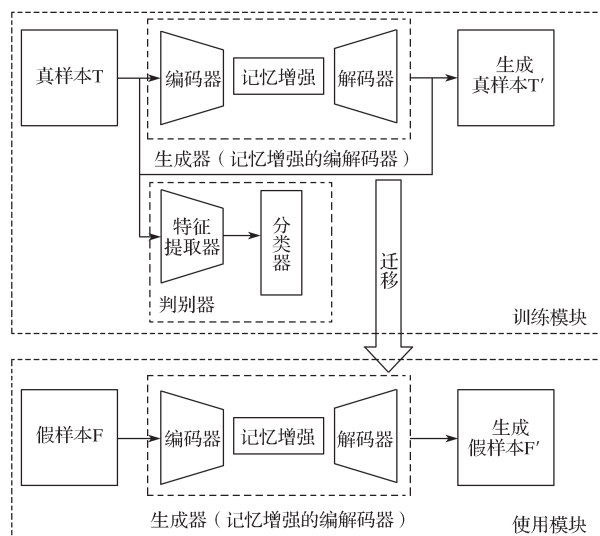 真样本T
编码器
记忆增强
解码器
生成
真样本T′
生成器（记忆增强的编解码器）
特征
提取器
分类器
判别器
迁移
训练模块
假样本F
编码器
记忆增强
解码器
生成
假样本F′
生成器（记忆增强的编解码器）
使用模块